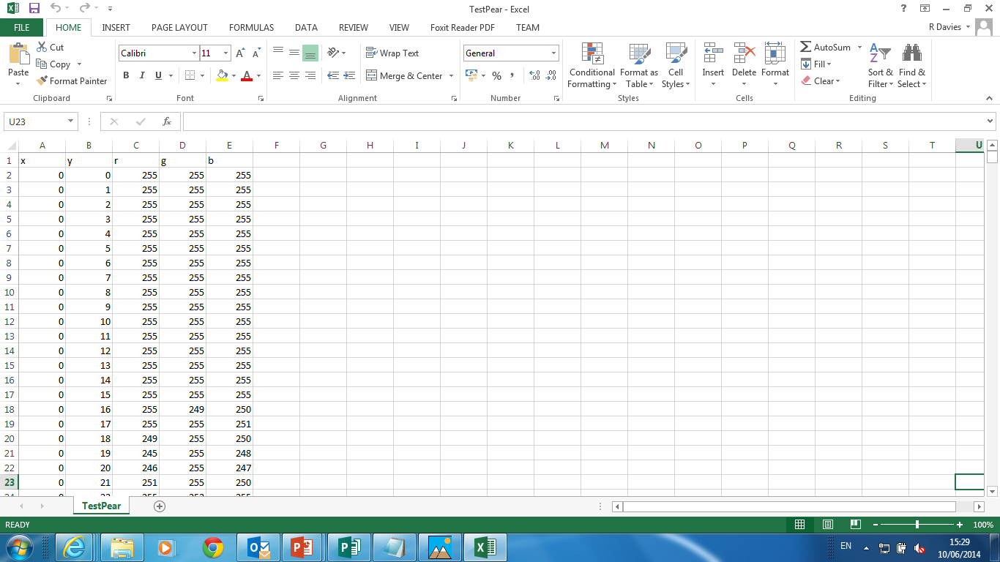 TestPear - Excel
FILE HOME INSERT PAGE LAYOUT FORMULAS DATA REVIEW VIEW Foxit Reader PDF TEAM R Davies
Cut
Copy
Format Painter
Paste
Clipboard
Calibri 11
B I U
Font
Wrap Text
Merge & Center
Alignment
General
%
Number
Conditional Formatting
Format as Table
Cell Styles
Styles
Insert
Delete
Format
Cells
AutoSum
Fill
Clear
Sort & Filter
Find & Select
Editing
U23 fx
A B C D E F G H I J K L M N O P Q R S T U
1 x y r g b
2 0 0 255 255 255
3 0 1 255 255 255
4 0 2 255 255 255
5 0 3 255 255 255
6 0 4 255 255 255
7 0 5 255 255 255
8 0 6 255 255 255
9 0 7 255 255 255
10 0 8 255 255 255
11 0 9 255 255 255
12 0 10 255 255 255
13 0 11 255 255 255
14 0 12 255 255 255
15 0 13 255 255 255
16 0 14 255 255 255
17 0 15 255 255 255
18 0 16 255 249 250
19 0 17 255 255 251
20 0 18 249 255 250
21 0 19 245 255 248
22 0 20 246 255 247
23 0 21 251 255 250
TestPear
READY 100%
EN 15:29
10/06/2014